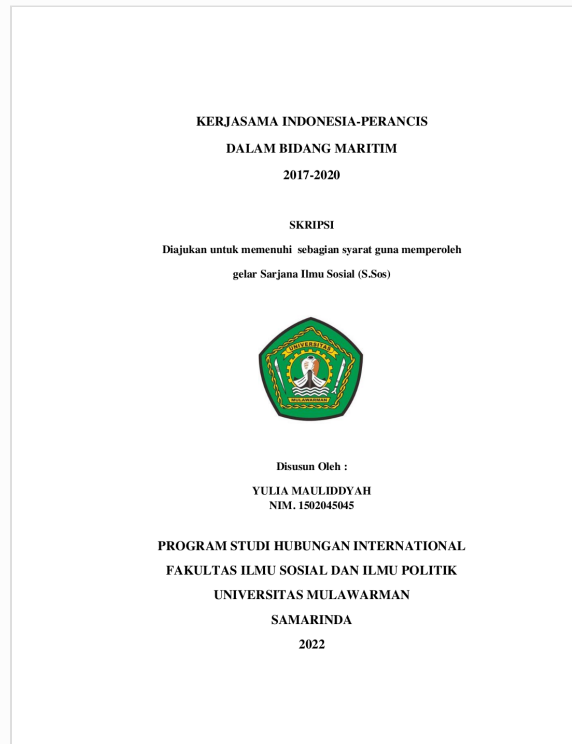 KERJASAMA INDONESIA-PERANCIS
DALAM BIDANG MARITIM
2017-2020
SKRIPSI
Diajukan untuk memenuhi sebagian syarat guna memperoleh
gelar Sarjana Ilmu Sosial (S.Sos)
UNIVERSITAS
MULAWARMAN
Disusun Oleh :
YULIA MAULIDDYAH
NIM. 1502045045
PROGRAM STUDI HUBUNGAN INTERNATIONAL
FAKULTAS ILMU SOSIAL DAN ILMU POLITIK
UNIVERSITAS MULAWARMAN
SAMARINDA
2022